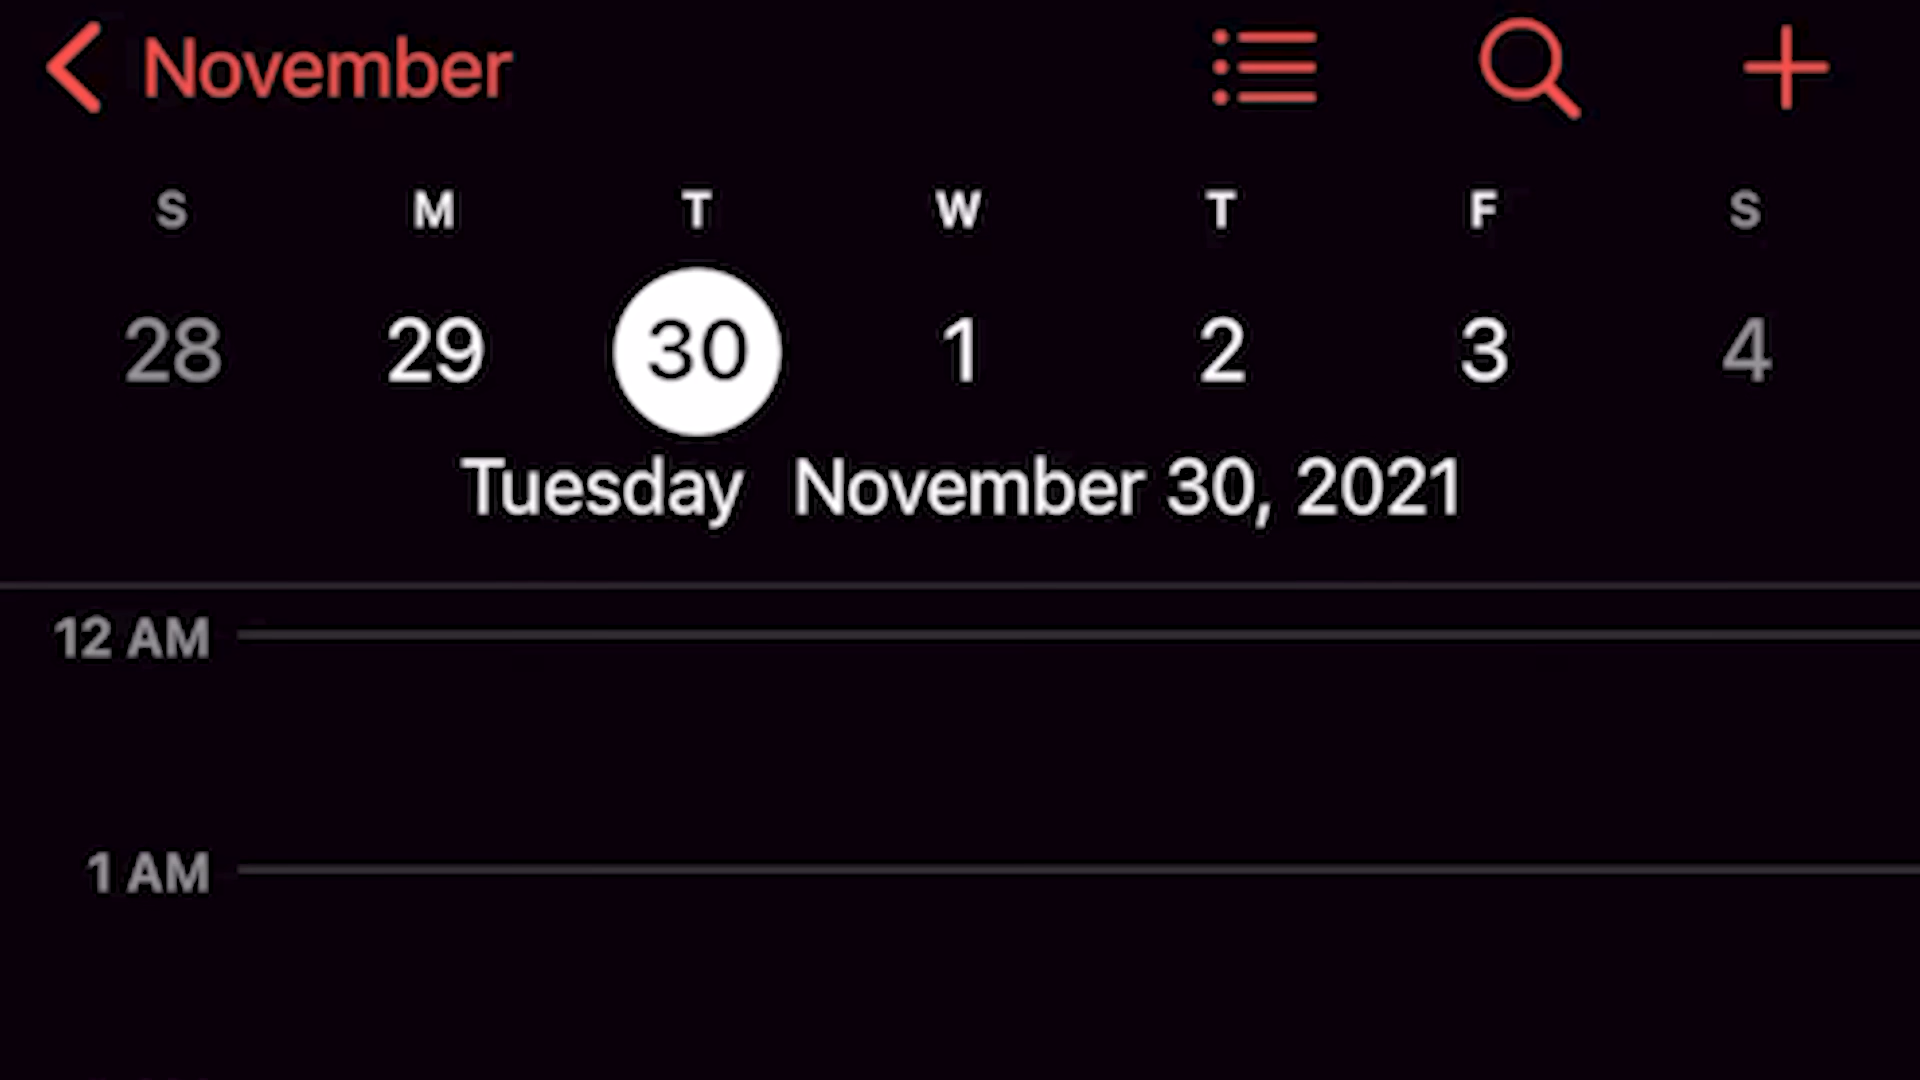 November
S M T W T F S
28 29 30 1 2 3 4
Tuesday November 30, 2021
12 AM
1 AM